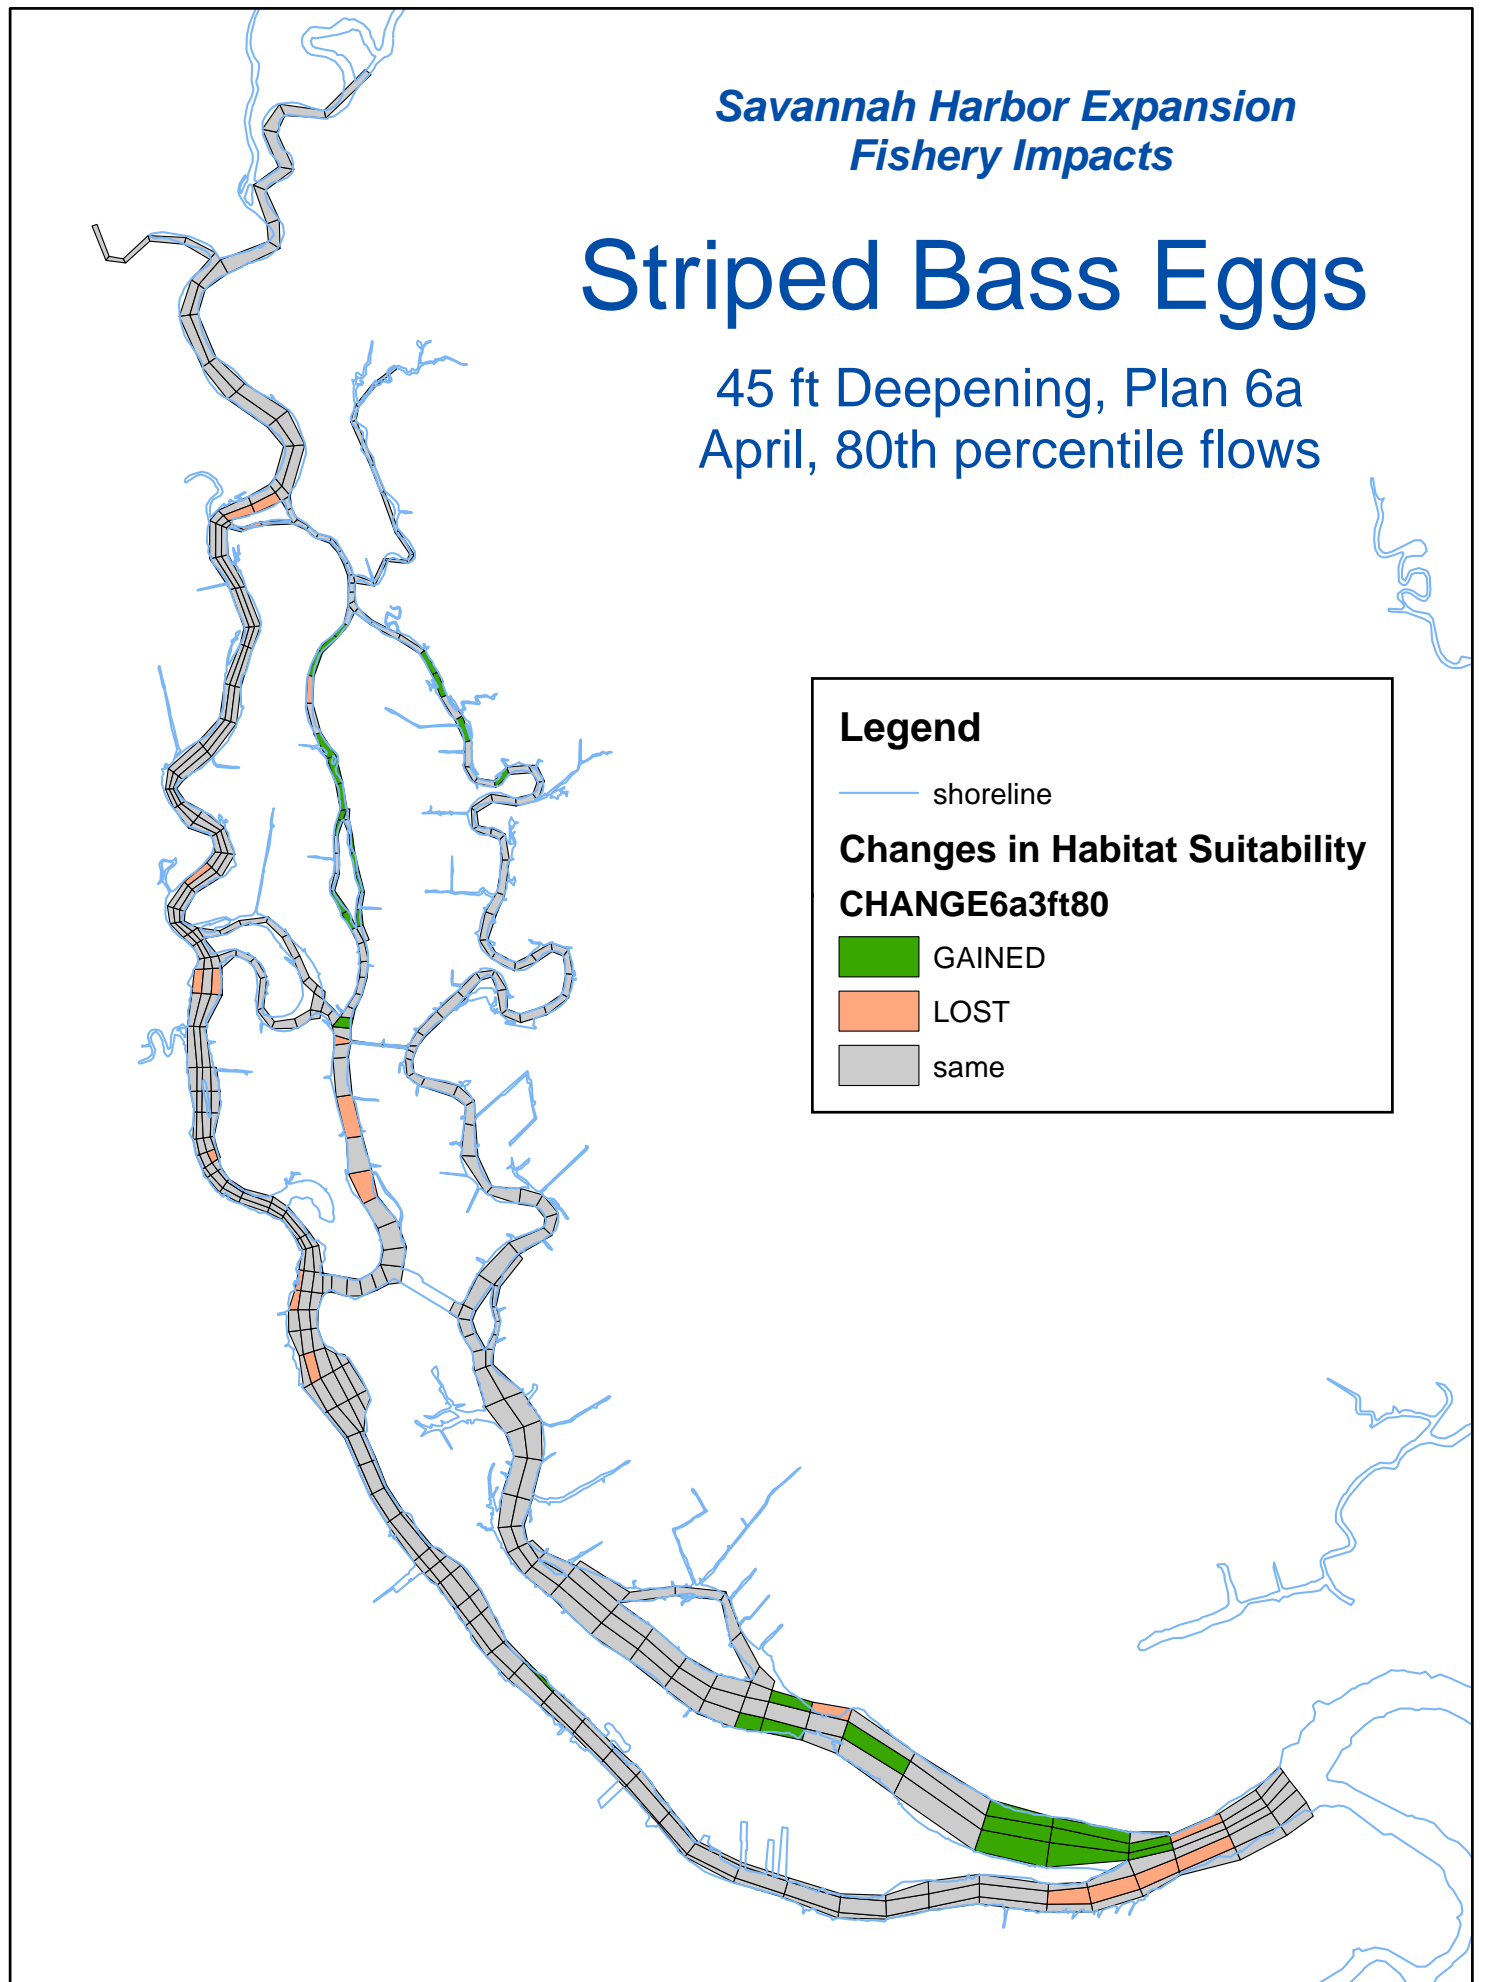 Savannah Harbor Expansion
Fishery Impacts
Striped Bass Eggs
45 ft Deepening, Plan 6a
April, 80th percentile flows
Legend
shoreline
Changes in Habitat Suitability
CHANGE6a3ft80
GAINED
LOST
same